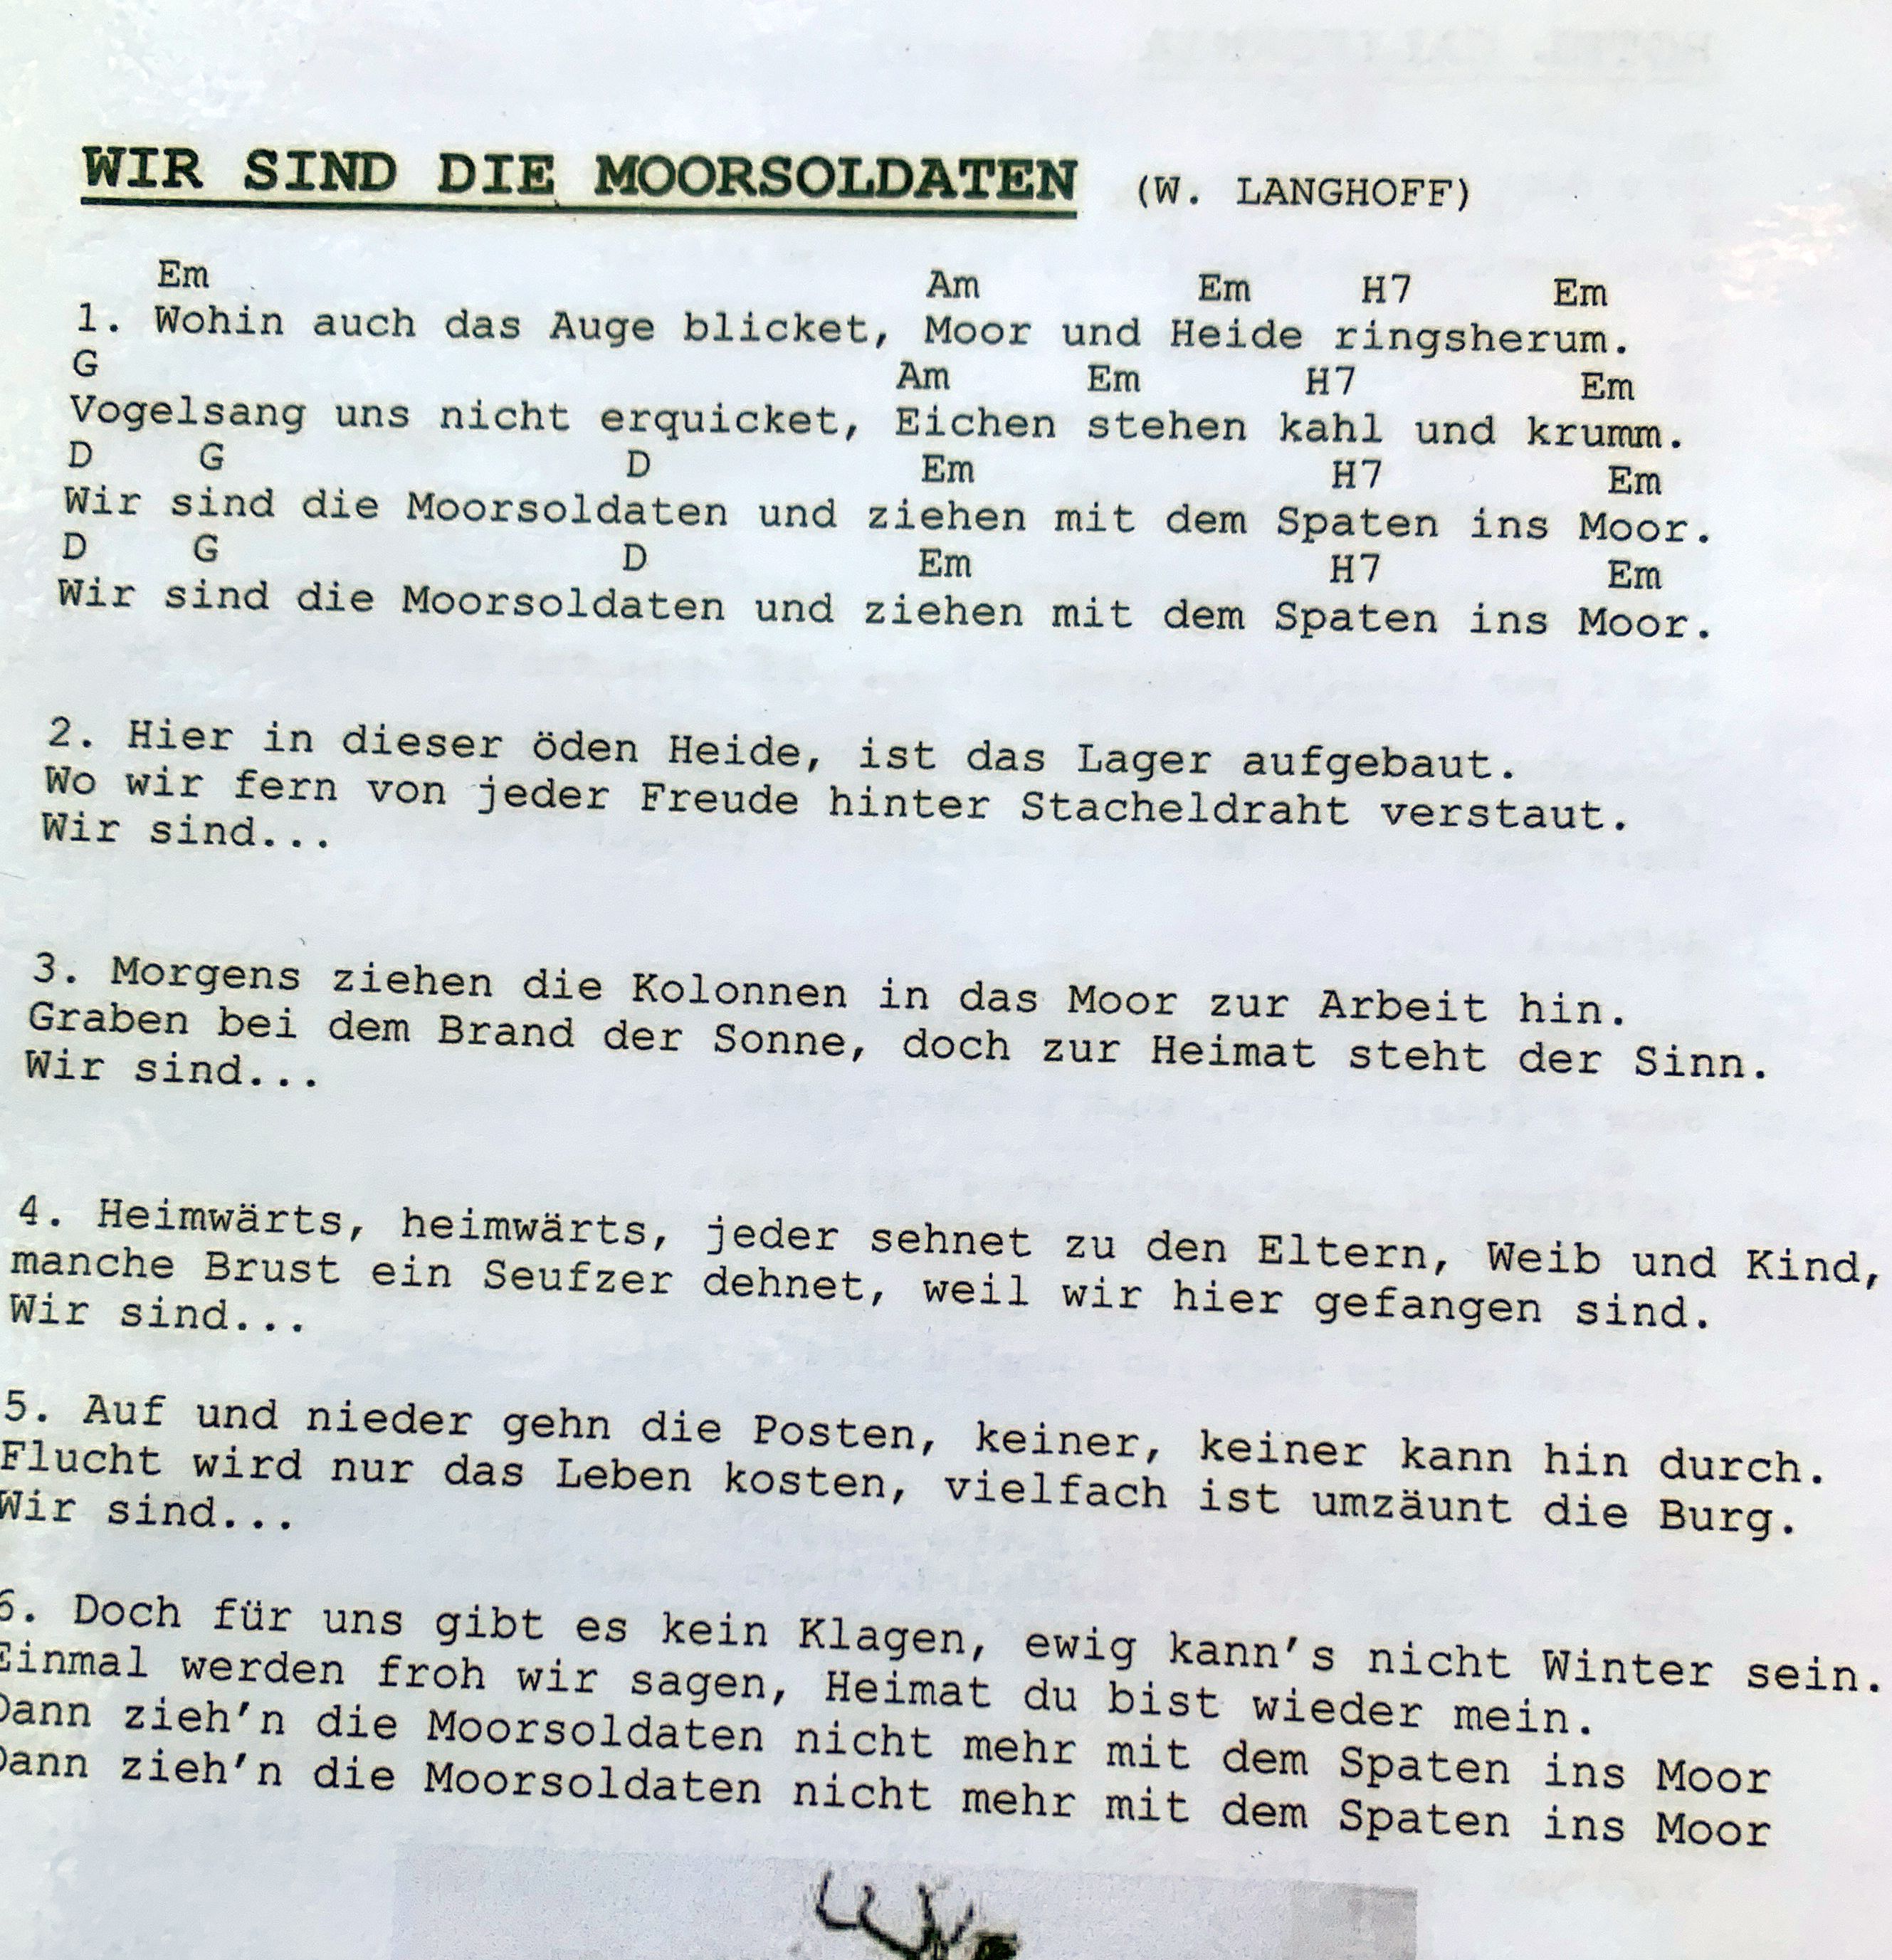 WIR SIND DIE MOORSOLDATEN (W. LANGHOFF)
Em Am Em H7 Em
1. Wohin auch das Auge blicket, Moor und Heide ringsherum.
G Am Em H7 Em
Vogelsang uns nicht erquicket, Eichen stehen kahl und krumm.
D G D Em H7 Em
Wir sind die Moorsoldaten und ziehen mit dem Spaten ins Moor.
D G D Em H7 Em
Wir sind die Moorsoldaten und ziehen mit dem Spaten ins Moor.
2. Hier in dieser öden Heide, ist das Lager aufgebaut.
Wo wir fern von jeder Freude hinter Stacheldraht verstaut.
Wir sind...
3. Morgens ziehen die Kolonnen in das Moor zur Arbeit hin.
Graben bei dem Brand der Sonne, doch zur Heimat steht der Sinn.
Wir sind...
4. Heimwärts, heimwärts, jeder sehnet zu den Eltern, Weib und Kind,
manche Brust ein Seufzer dehnet, weil wir hier gefangen sind.
Wir sind...
5. Auf und nieder gehn die Posten, keiner, keiner kann hin durch.
Flucht wird nur das Leben kosten, vielfach ist umzäunt die Burg.
Wir sind...
6. Doch für uns gibt es kein Klagen, ewig kann's nicht Winter sein.
Einmal werden froh wir sagen, Heimat du bist wieder mein.
Dann zieh'n die Moorsoldaten nicht mehr mit dem Spaten ins Moor
Dann zieh'n die Moorsoldaten nicht mehr mit dem Spaten ins Moor